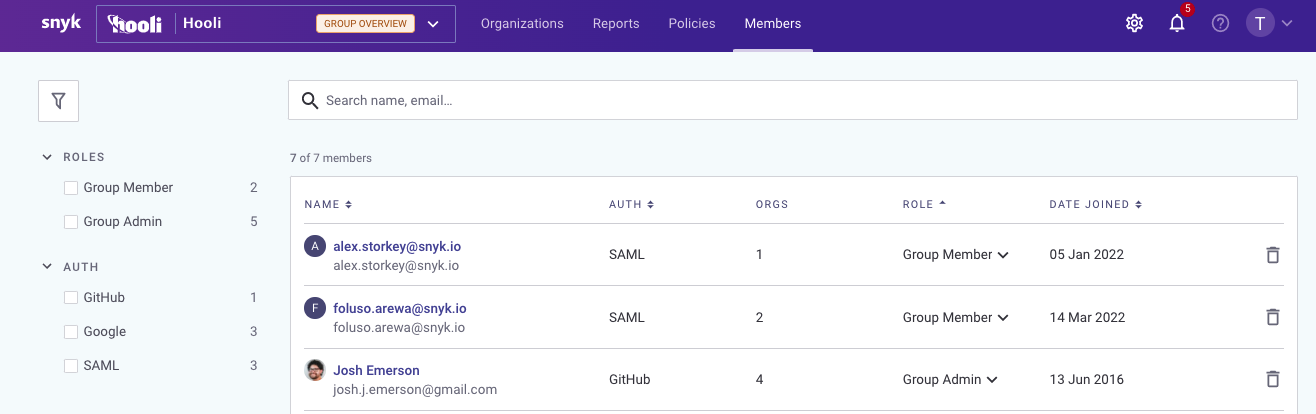 snyk hooli Hooli GROUP OVERVIEW Organizations Reports Policies Members 5 T
Search name, email...
7 of 7 members
ROLES
Group Member 2
Group Admin 5
AUTH
GitHub 1
Google 3
SAML 3
NAME AUTH ORGS ROLE DATE JOINED
A alex.storkey@snyk.io SAML 1 Group Member 05 Jan 2022
alex.storkey@snyk.io
F foluso.arewa@snyk.io SAML 2 Group Member 14 Mar 2022
foluso.arewa@snyk.io
Josh Emerson GitHub 4 Group Admin 13 Jun 2016
josh.j.emerson@gmail.com